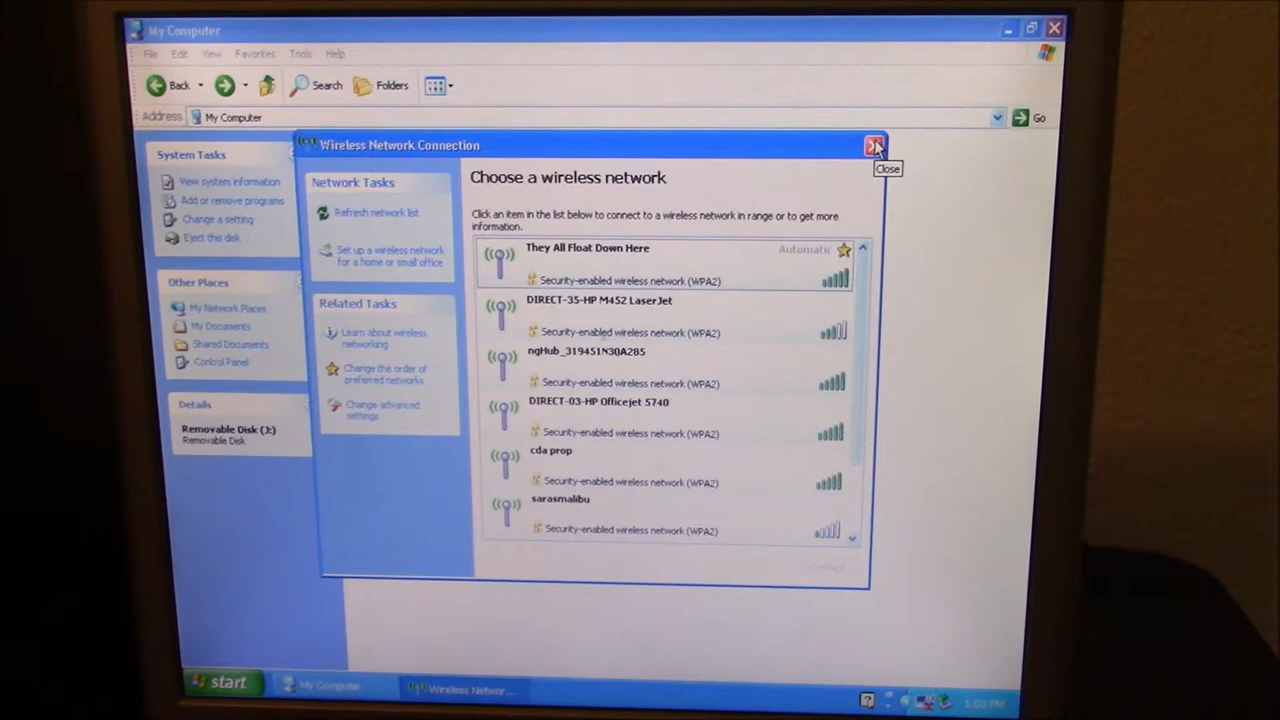 My Computer
File Edit View Favorites Tools Help
Back Search Folders
Address My Computer Go
System Tasks
View system information
Add or remove programs
Change a setting
Eject this disk
Other Places
My Network Places
My Documents
Shared Documents
Control Panel
Details
Removable Disk (J:)
Removable Disk
Wireless Network Connection
Close
Network Tasks
Refresh network list
Set up a wireless network
for a home or small office
Related Tasks
Learn about wireless
networking
Change the order of
preferred networks
Change advanced
settings
Choose a wireless network
Click an item in the list below to connect to a wireless network in range or to get more
information.
They All Float Down Here Automatic
Security-enabled wireless network (WPA2)
DIRECT-35-HP M452 LaserJet
Security-enabled wireless network (WPA2)
ngHub_319451N30A285
Security-enabled wireless network (WPA2)
DIRECT-03-HP Officejet 5740
Security-enabled wireless network (WPA2)
cda prop
Security-enabled wireless network (WPA2)
sarasmalibu
Security-enabled wireless network (WPA2)
start My Computer Wireless Networ... 1:03 PM